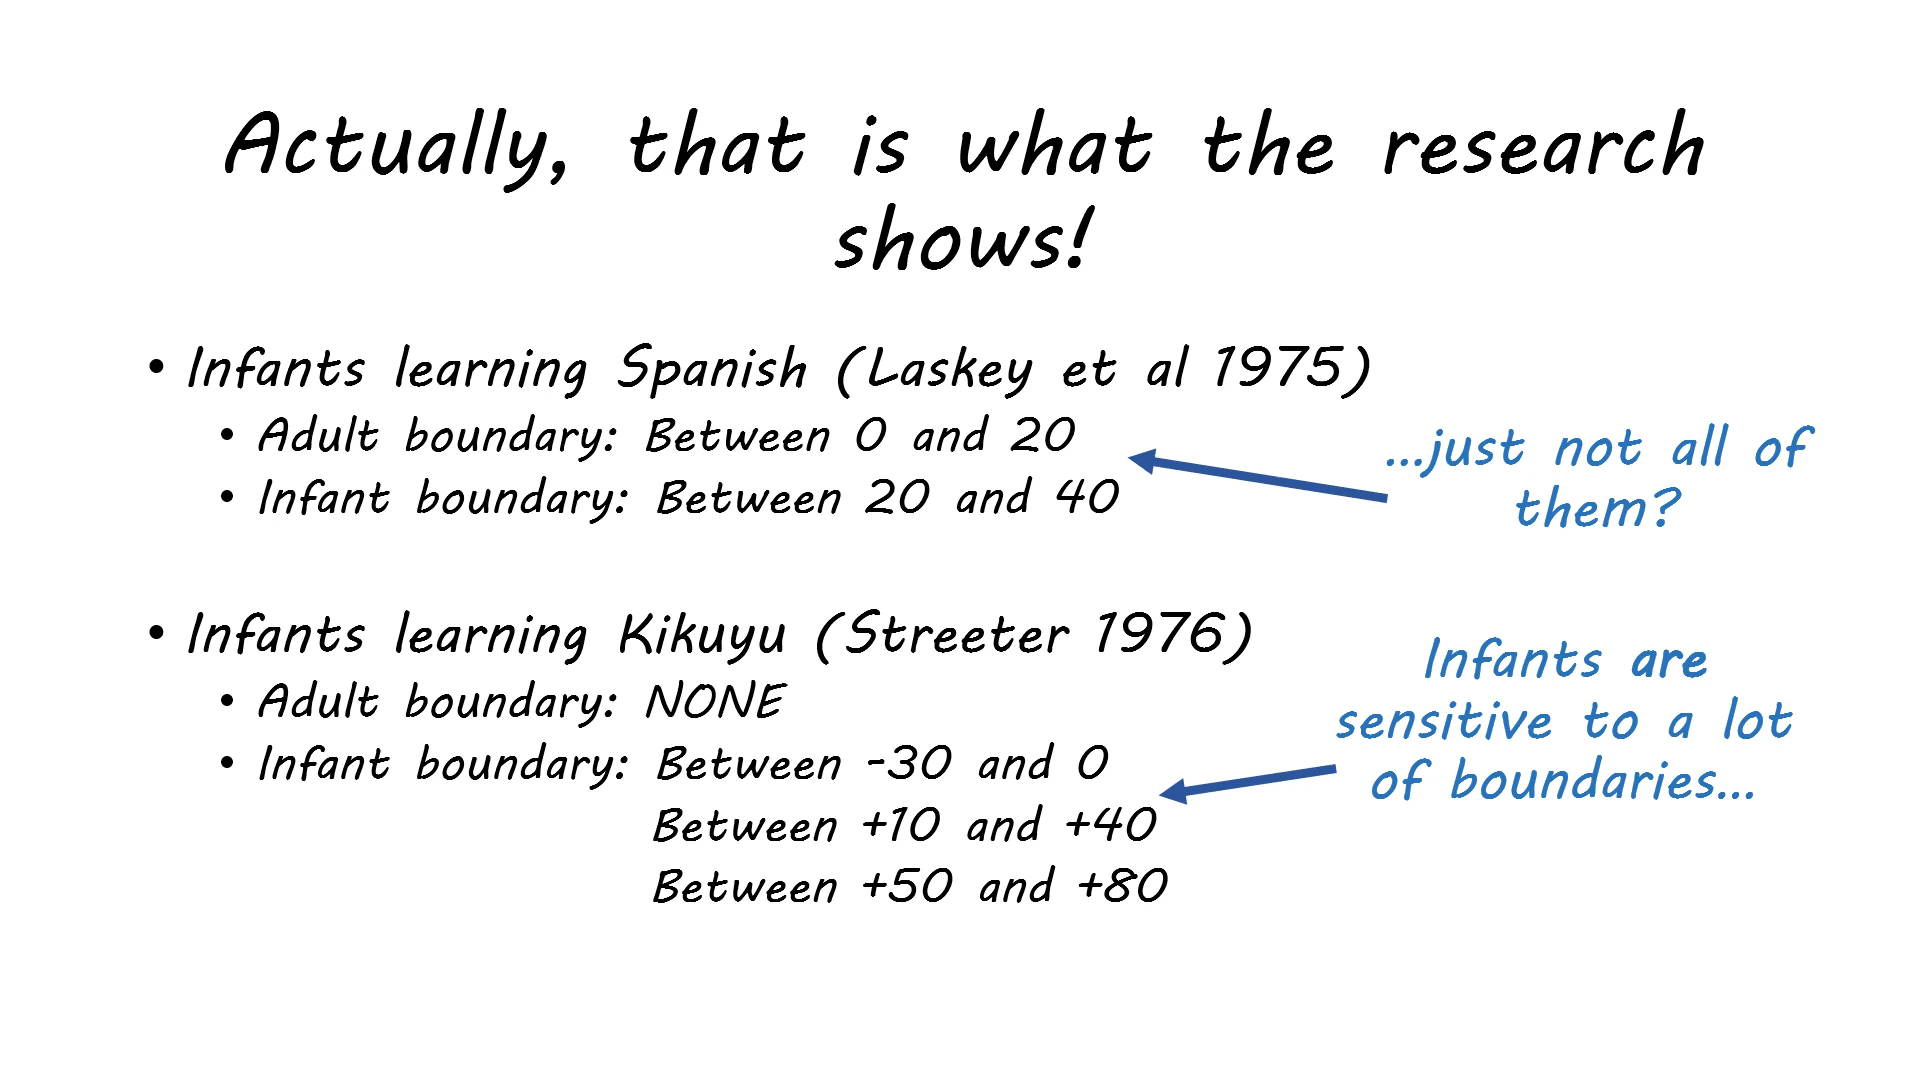 Actually, that is what the research
shows!
• Infants learning Spanish (Laskey et al 1975)
• Adult boundary: Between 0 and 20
• Infant boundary: Between 20 and 40
...just not all of
them?
• Infants learning Kikuyu (Streeter 1976)
• Adult boundary: NONE
• Infant boundary: Between -30 and 0
Between +10 and +40
Between +50 and +80
Infants are
sensitive to a lot
of boundaries...